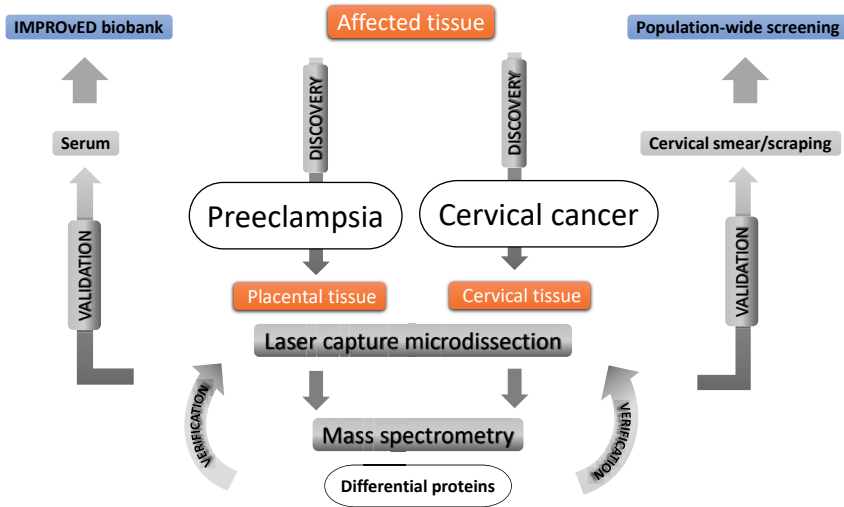 IMPROvED biobank
Affected tissue
Population-wide screening
DISCOVERY
DISCOVERY
Serum
Cervical smear/scraping
Preeclampsia
Cervical cancer
VALIDATION
VALIDATION
Placental tissue
Cervical tissue
Laser capture microdissection
VERIFICATION
VERIFICATION
Mass spectrometry
Differential proteins